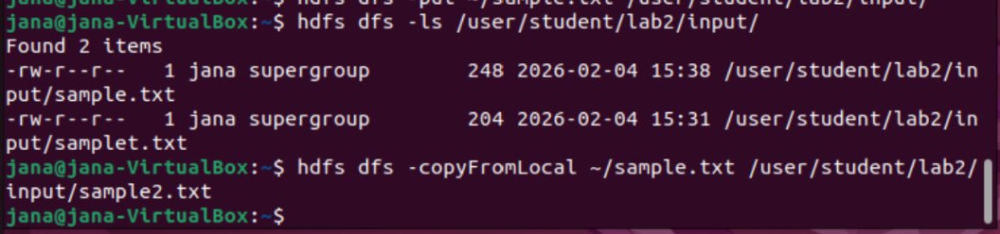 hdfs dfs -put ~/sample.txt /user/student/lab2/input/
jana@jana-VirtualBox:~$ hdfs dfs -ls /user/student/lab2/input/
Found 2 items
-rw-r--r--   1 jana supergroup        248 2026-02-04 15:38 /user/student/lab2/in
put/sample.txt
-rw-r--r--   1 jana supergroup        204 2026-02-04 15:31 /user/student/lab2/in
put/samplet.txt
jana@jana-VirtualBox:~$ hdfs dfs -copyFromLocal ~/sample.txt /user/student/lab2/
input/sample2.txt
jana@jana-VirtualBox:~$